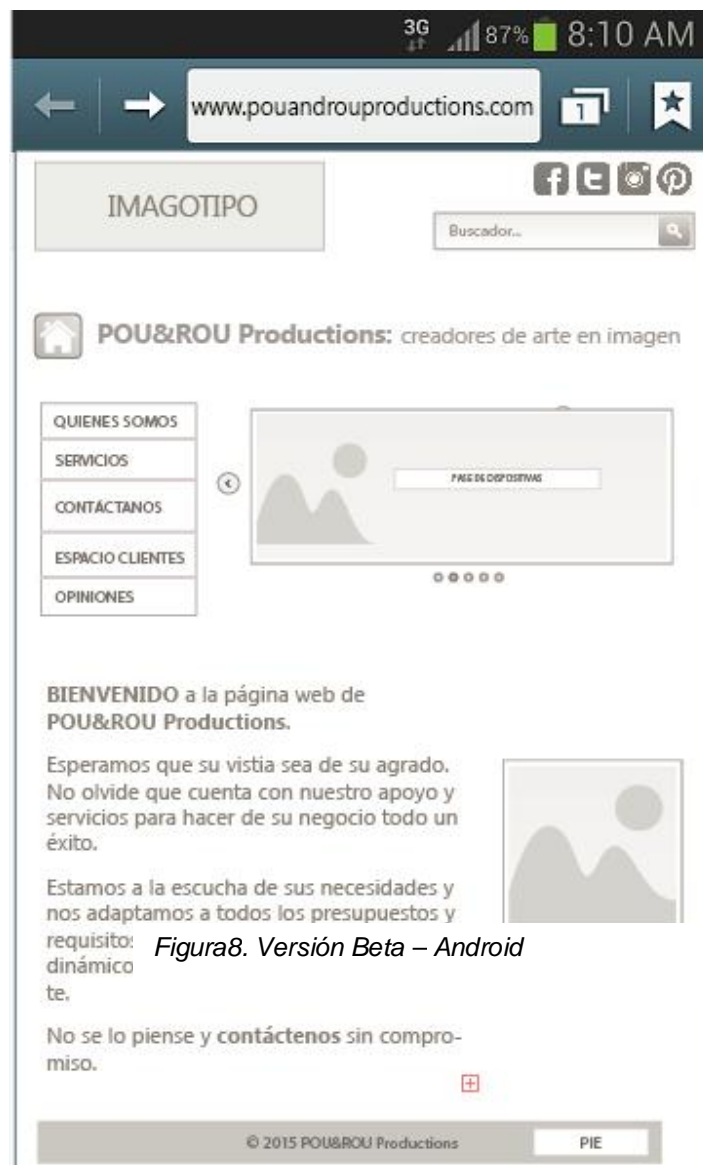 3G 87% 8:10 AM
www.pouandrouproductions.com 1
IMAGOTIPO
Buscador...
POU&ROU Productions: creadores de arte en imagen
QUIENES SOMOS
SERVICIOS
CONTÁCTANOS
ESPACIO CLIENTES
OPINIONES
PASE DE DISPOSITIVAS
BIENVENIDO a la página web de
POU&ROU Productions.
Esperamos que su vistia sea de su agrado.
No olvide que cuenta con nuestro apoyo y
servicios para hacer de su negocio todo un
éxito.
Estamos a la escucha de sus necesidades y
nos adaptamos a todos los presupuestos y
requisitos
dinámico
te.
Figura8. Versión Beta – Android
No se lo piense y contáctenos sin compro-
miso.
© 2015 POU&ROU Productions PIE